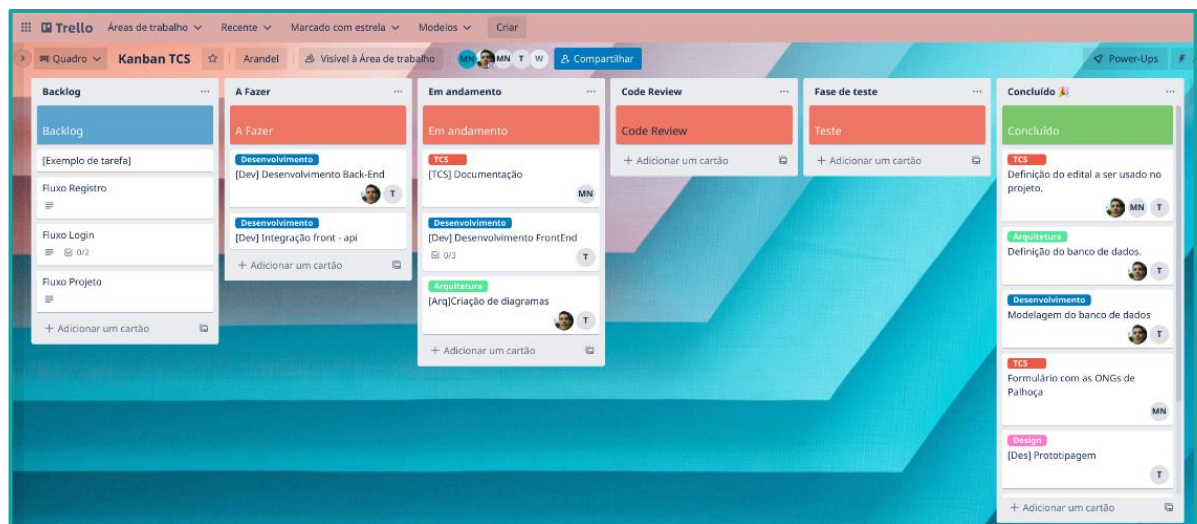 Trello Áreas de trabalho Recente Marcado com estrela Modelos Criar
Quadro Kanban TCS Arandel Visível à Área de trabalho MN MN T W Compartilhar Power-Ups
Backlog
Backlog
[Exemplo de tarefa]
Fluxo Registro
Fluxo Login
0/2
Fluxo Projeto
+ Adicionar um cartão
A Fazer
A Fazer
Desenvolvimento
[Dev] Desenvolvimento Back-End
T
Desenvolvimento
[Dev] Integração front - api
+ Adicionar um cartão
Em andamento
Em andamento
TCS
[TCS] Documentação
MN
Desenvolvimento
[Dev] Desenvolvimento FrontEnd
0/3 T
Arquitetura
[Arq]Criação de diagramas
T
+ Adicionar um cartão
Code Review
Code Review
+ Adicionar um cartão
Fase de teste
Teste
+ Adicionar um cartão
Concluído 🎉
Concluído
TCS
Definição do edital a ser usado no
projeto.
MN T
Arquitetura
Definição do banco de dados.
T
Desenvolvimento
Modelagem do banco de dados
T
TCS
Formulário com as ONGs de
Palhoça
MN
Design
[Des] Prototipagem
T
+ Adicionar um cartão